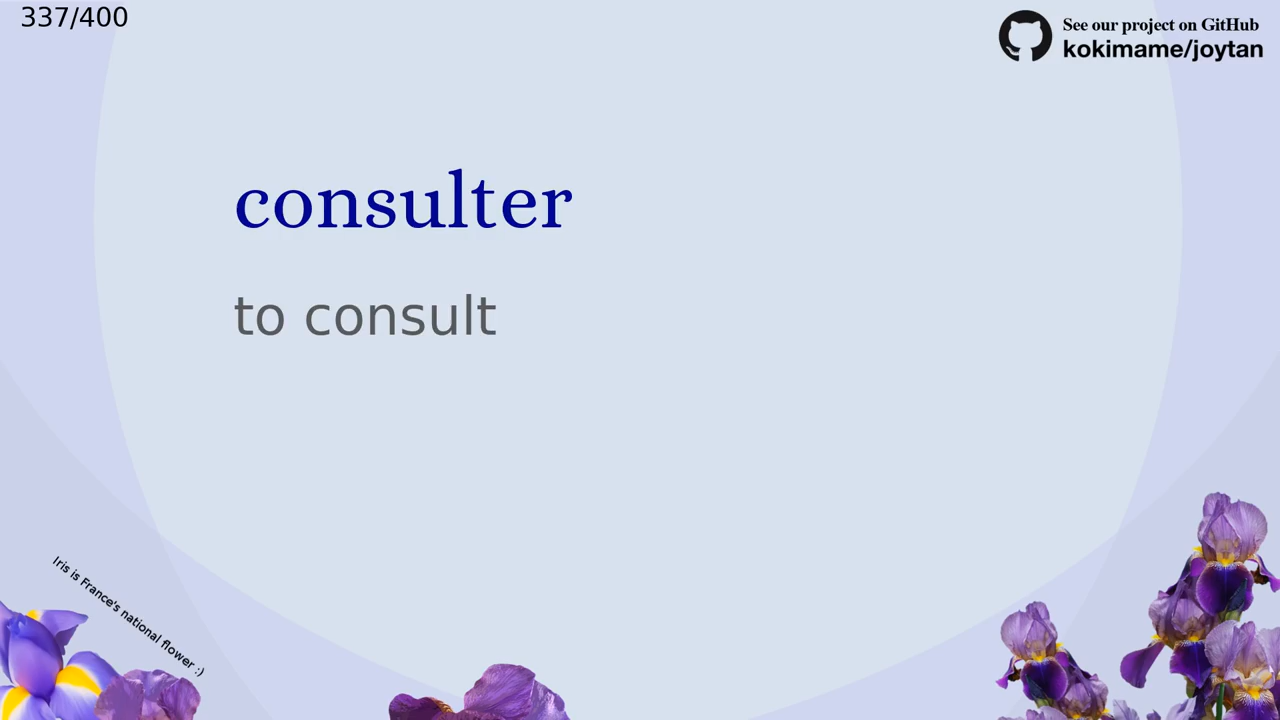 337/400
See our project on GitHub
kokimame/joytan
consulter
to consult
Iris is France's national flower :)